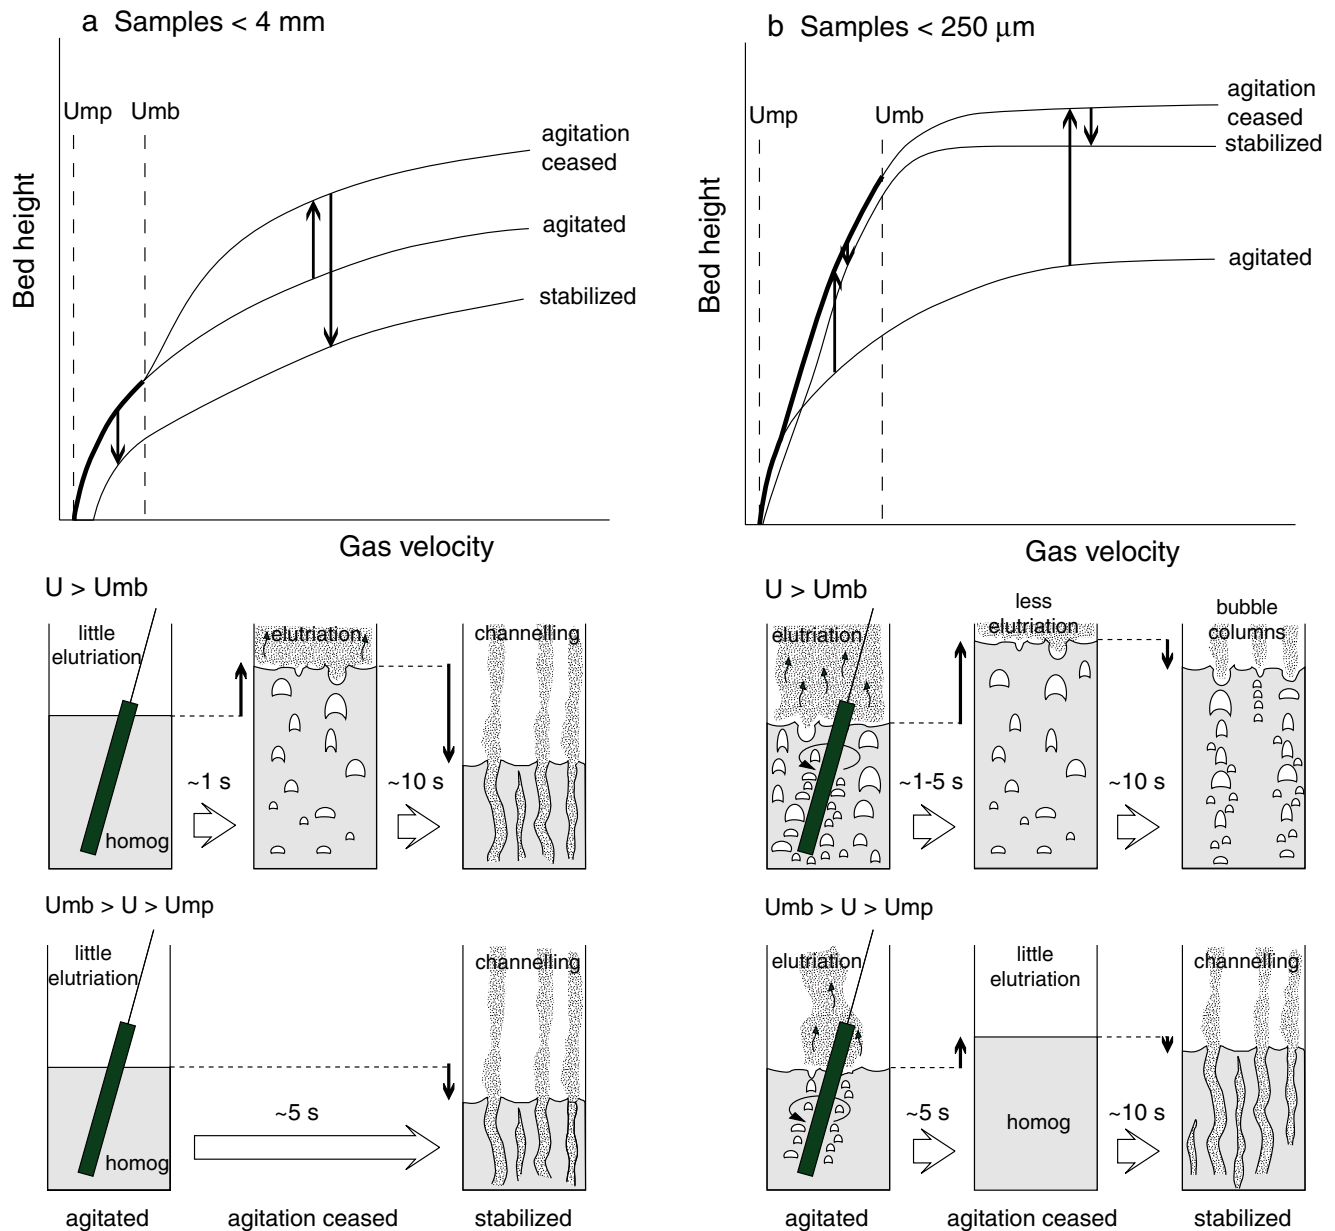 a Samples < 4 mm
Ump
Umb
agitation
ceased
agitated
stabilized
Bed height
Gas velocity
b Samples < 250 µm
Ump
Umb
agitation
ceased
stabilized
agitated
Bed height
Gas velocity
U > Umb
little
elutriation
homog
~1 s
elutriation
~10 s
channelling
U > Umb
elutriation
~1-5 s
less
elutriation
~10 s
bubble
columns
Umb > U > Ump
little
elutriation
homog
~5 s
channelling
agitated
agitation ceased
stabilized
Umb > U > Ump
elutriation
~5 s
little
elutriation
homog
~10 s
channelling
agitated
agitation ceased
stabilized